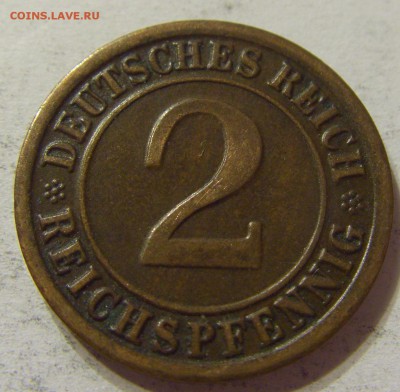 COINS.LAVE.RU
DEUTSCHES REICH
2
REICHSPFENNIG